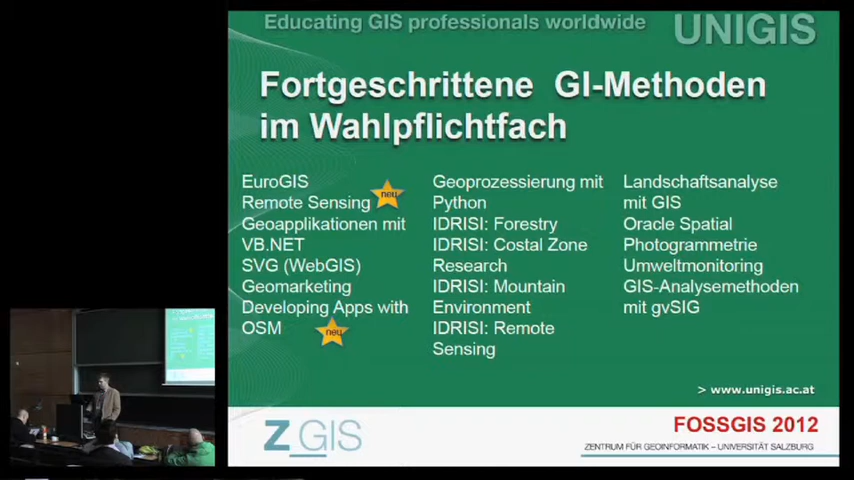 Educating GIS professionals worldwide
UNIGIS
Fortgeschrittene GI-Methoden
im Wahlpflichtfach
EuroGIS
Remote Sensing
neu
Geoapplikationen mit
VB.NET
SVG (WebGIS)
Geomarketing
Developing Apps with
OSM
neu
Geoprozessierung mit
Python
IDRISI: Forestry
IDRISI: Costal Zone
Research
IDRISI: Mountain
Environment
IDRISI: Remote
Sensing
Landschaftsanalyse
mit GIS
Oracle Spatial
Photogrammetrie
Umweltmonitoring
GIS-Analysemethoden
mit gvSIG
> www.unigis.ac.at
Z GIS
FOSSGIS 2012
ZENTRUM FÜR GEOINFORMATIK – UNIVERSITÄT SALZBURG